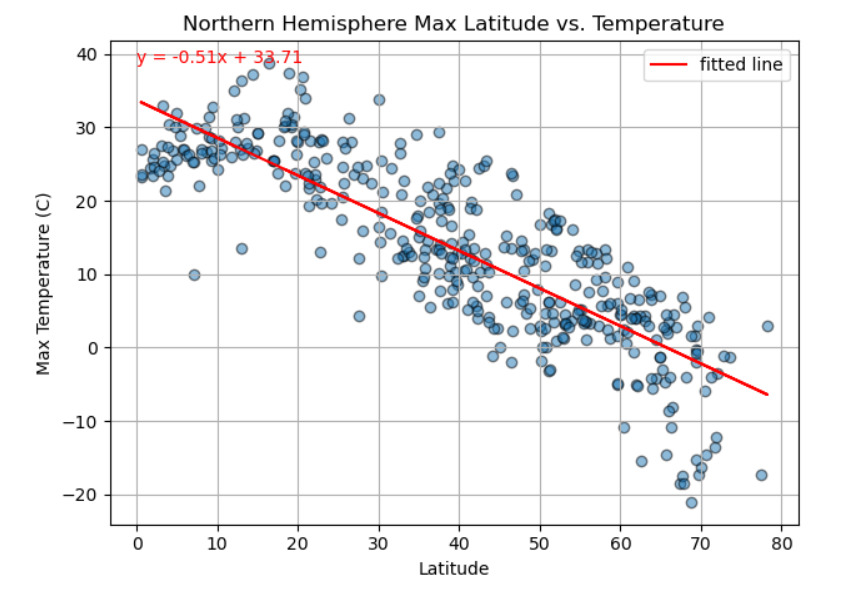 Northern Hemisphere Max Latitude vs. Temperature
y = -0.51x + 33.71
fitted line
40
30
20
10
0
−10
−20
Max Temperature (C)
0 10 20 30 40 50 60 70 80
Latitude